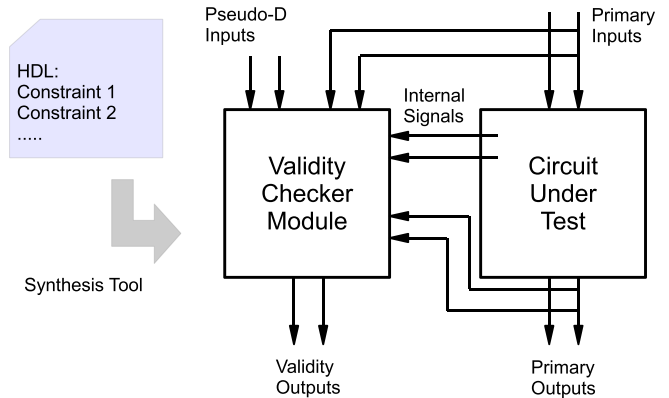 Pseudo-D
Inputs
Primary
Inputs
HDL:
Constraint 1
Constraint 2
.....
Internal
Signals
Validity
Checker
Module
Circuit
Under
Test
Synthesis Tool
Validity
Outputs
Primary
Outputs